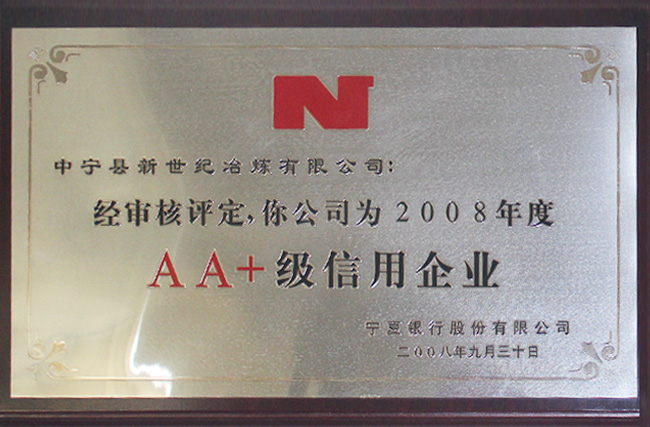 中宁县新世纪冶炼有限公司:
经审核评定,你公司为2008年度
AA+级信用企业
宁夏银行股份有限公司
二00八年九月三十日